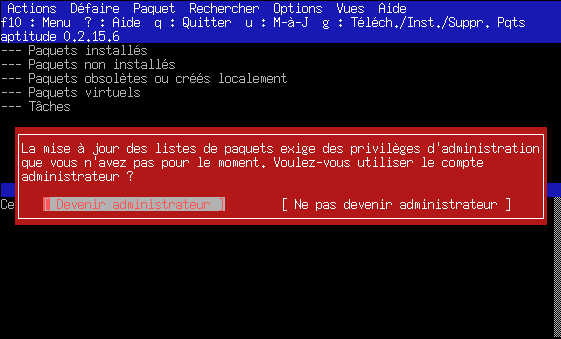 Actions Défaire Paquet Rechercher Options Vues Aide
f10 : Menu ? : Aide q : Quitter u : M-à-J g : Téléch./Inst./Suppr. Pqts
aptitude 0.2.15.6
--- Paquets installés
--- Paquets non installés
--- Paquets obsolètes ou créés localement
--- Paquets virtuels
--- Tâches
La mise à jour des listes de paquets exige des privilèges d'administration
que vous n'avez pas pour le moment. Voulez-vous utiliser le compte
administrateur ?
Ce [ Devenir administrateur ] [ Ne pas devenir administrateur ]